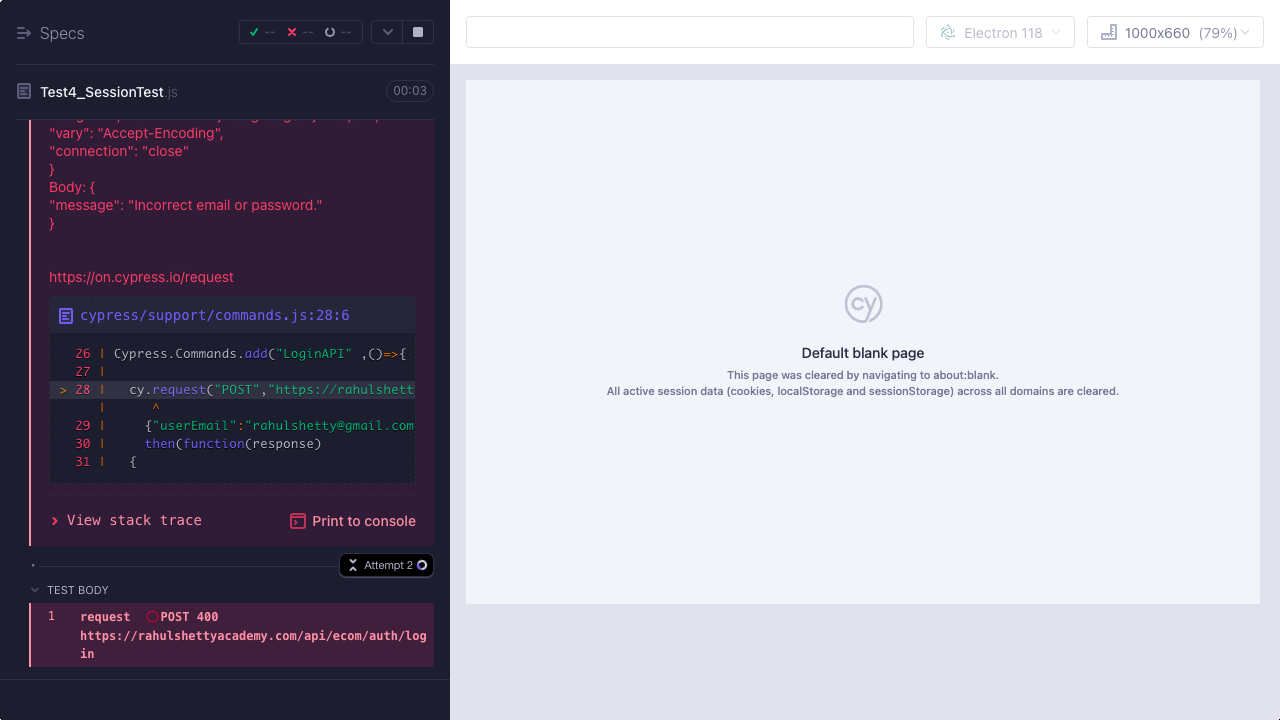 Specs
--
--
--
Electron 118
1000x660 (79%)
Test4_SessionTest.js
00:03
"vary": "Accept-Encoding",
"connection": "close"
}
Body: {
"message": "Incorrect email or password."
}
https://on.cypress.io/request
cypress/support/commands.js:28:6
26 | Cypress.Commands.add("LoginAPI" ,()=>{
27 |
> 28 | cy.request("POST","https://rahulshett
| ^
29 | {"userEmail":"rahulshetty@gmail.com
30 | then(function(response)
31 | {
View stack trace
Print to console
Attempt 2
TEST BODY
1 request POST 400
https://rahulshettyacademy.com/api/ecom/auth/log
in
cy
Default blank page
This page was cleared by navigating to about:blank.
All active session data (cookies, localStorage and sessionStorage) across all domains are cleared.